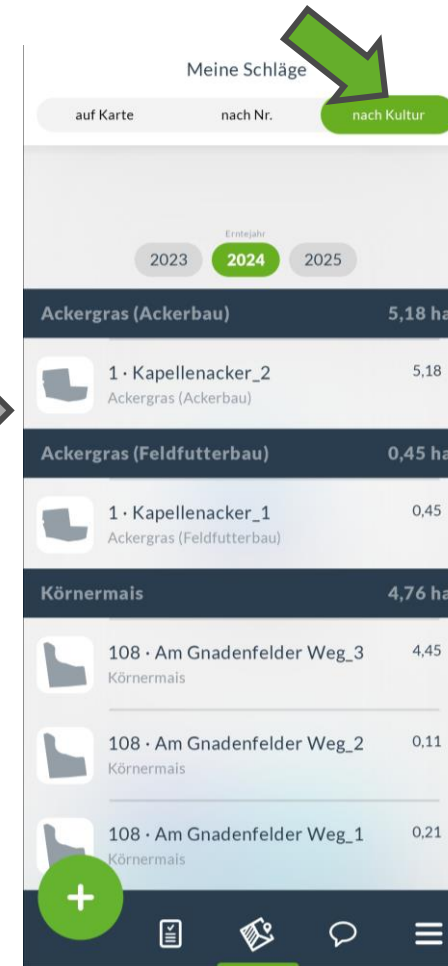 Meine Schläge
auf Karte nach Nr. nach Kultur
Erntejahr
2023 2024 2025
Ackergras (Ackerbau) 5,18 ha
1 · Kapellenacker_2 5,18
Ackergras (Ackerbau)
Ackergras (Feldfutterbau) 0,45 ha
1 · Kapellenacker_1 0,45
Ackergras (Feldfutterbau)
Körnermais 4,76 ha
108 · Am Gnadenfelder Weg_3 4,45
Körnermais
108 · Am Gnadenfelder Weg_2 0,11
Körnermais
108 · Am Gnadenfelder Weg_1 0,21
Körnermais
+